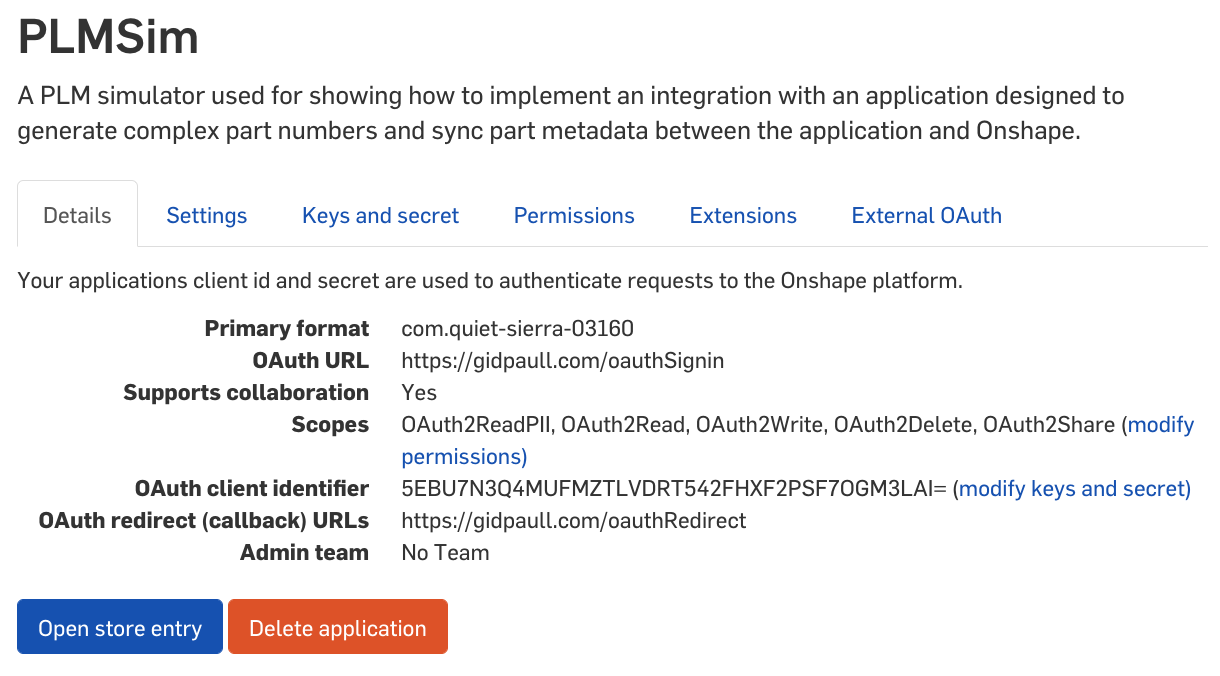 PLMSim
A PLM simulator used for showing how to implement an integration with an application designed to
generate complex part numbers and sync part metadata between the application and Onshape.
Details Settings Keys and secret Permissions Extensions External OAuth
Your applications client id and secret are used to authenticate requests to the Onshape platform.
Primary format com.quiet-sierra-03160
OAuth URL https://gidpaull.com/oauthSignin
Supports collaboration Yes
Scopes OAuth2ReadPII, OAuth2Read, OAuth2Write, OAuth2Delete, OAuth2Share (modify
permissions)
OAuth client identifier 5EBU7N3Q4MUFMZTLVDRT542FHXF2PSF7OGM3LAI= (modify keys and secret)
OAuth redirect (callback) URLs https://gidpaull.com/oauthRedirect
Admin team No Team
Open store entry Delete application